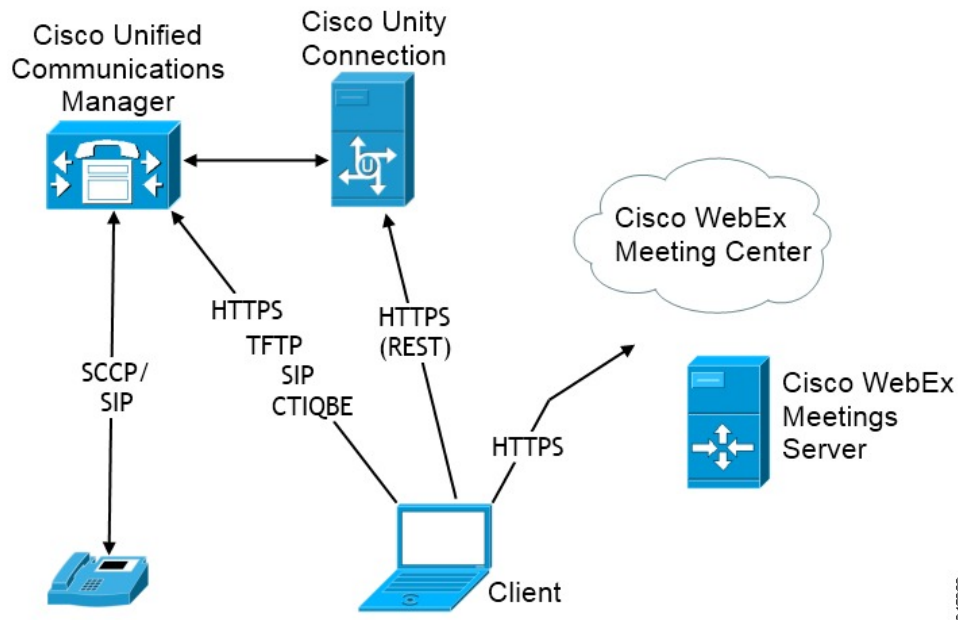 Cisco Unified
Communications
Manager
Cisco Unity
Connection
U
Cisco WebEx
Meeting Center
HTTPS
TFTP
SIP
CTIQBE
HTTPS
(REST)
SCCP/
SIP
HTTPS
Cisco WebEx
Meetings
Server
Client